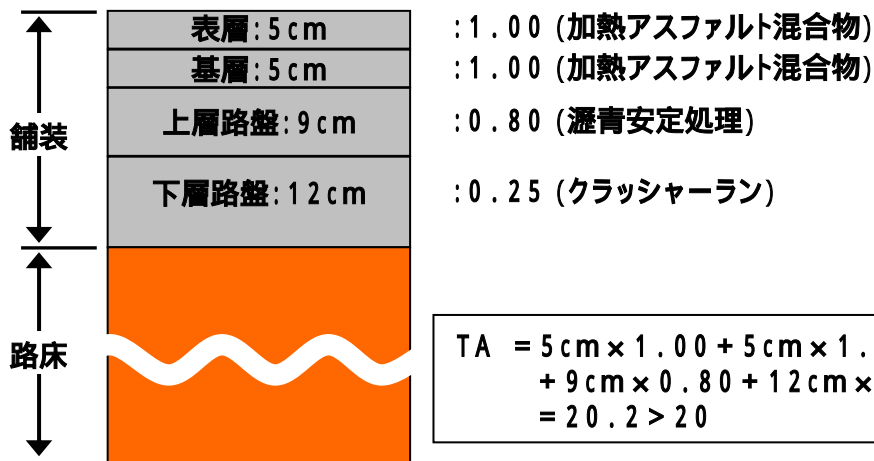 表層:5cm :1.00 (加熱アスファルト混合物)
基層:5cm :1.00 (加熱アスファルト混合物)
上層路盤:9cm :0.80 (瀝青安定処理)
舗装
下層路盤:12cm :0.25 (クラッシャーラン)
路床
TA =5cm×1.00+5cm×1.
+9cm×0.80+12cm×
=20.2>20